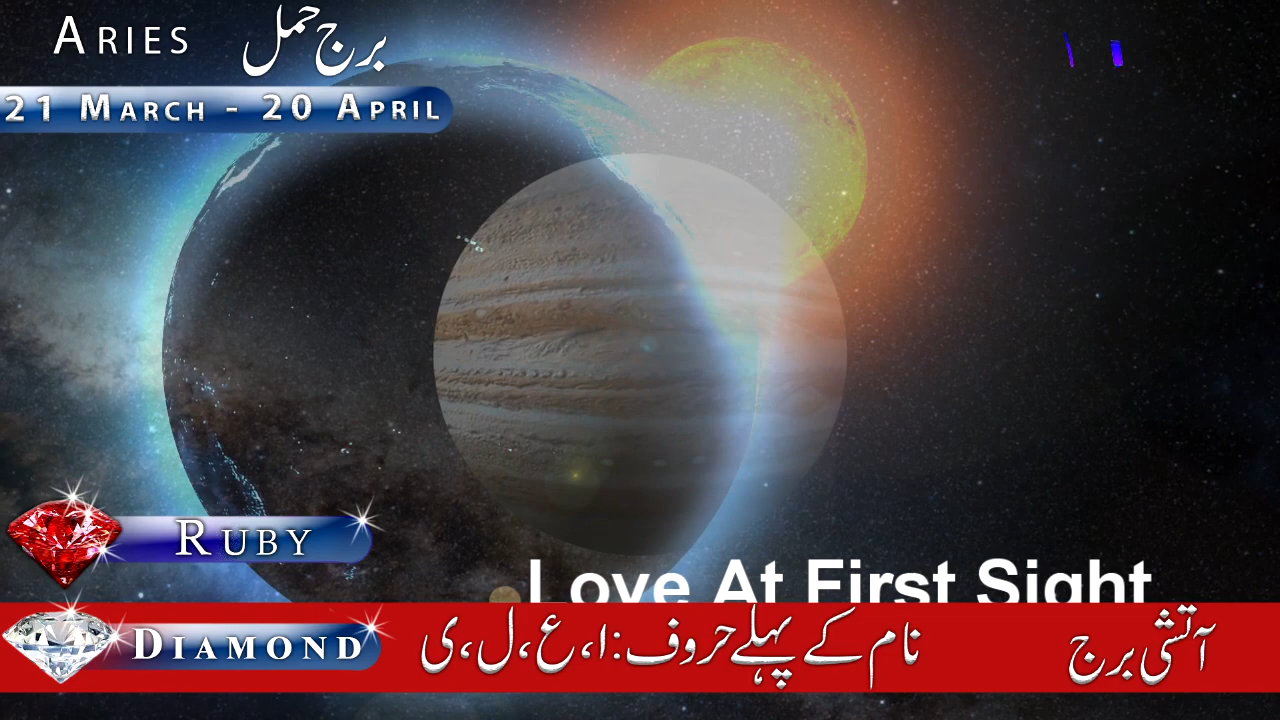 ARIES برج حمل
21 MARCH - 20 APRIL
RUBY
Love At First Sight
DIAMOND
نام کے پہلے حروف: ا، ع، ل، ی
آتشی برج